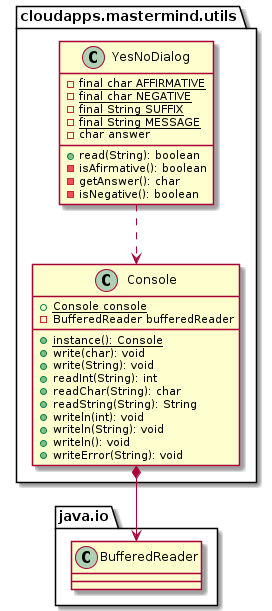 cloudapps.mastermind.utils
C YesNoDialog
final char AFFIRMATIVE
final char NEGATIVE
final String SUFFIX
final String MESSAGE
char answer
read(String): boolean
isAfirmative(): boolean
getAnswer(): char
isNegative(): boolean
C Console
Console console
BufferedReader bufferedReader
instance(): Console
write(char): void
write(String): void
readInt(String): int
readChar(String): char
readString(String): String
writeln(int): void
writeln(String): void
writeln(): void
writeError(String): void
java.io
C BufferedReader